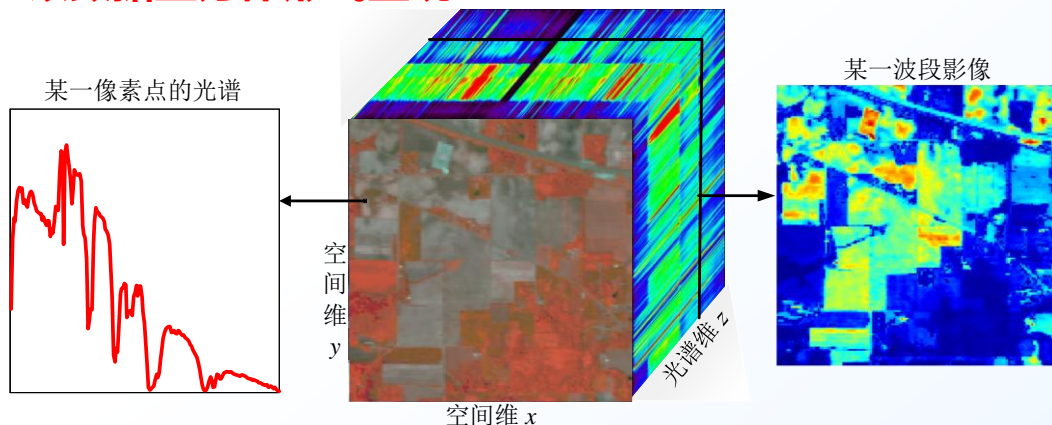 某一像素点的光谱
空间维 y
空间维 x
光谱维 z
某一波段影像